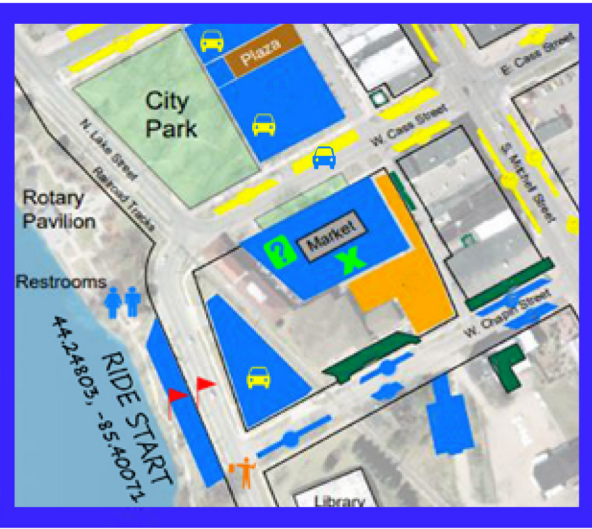 Plaza
E. Cass Street
City
Park
W. Cass Street
N. Lake Street
S. Mitchell Street
Railroad Tracks
Rotary
Pavilion
?
Market
X
Restrooms
W. Chapin Street
RIDE START
44.24803, -85.40071
Library